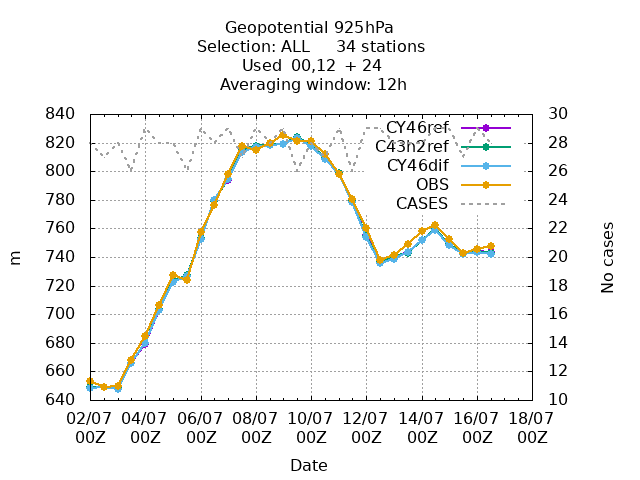 Geopotential 925hPa
Selection: ALL 34 stations
Used 00,12 + 24
Averaging window: 12h
840 30
CY46ref
820 28
C43h2ref
CY46dif
800 26
OBS
780 24
CASES
760 22
m
740 20
No cases
720 18
700 16
680 14
660 12
640 10
02/07 04/07 06/07 08/07 10/07 12/07 14/07 16/07 18/07
00Z 00Z 00Z 00Z 00Z 00Z 00Z 00Z 00Z
Date